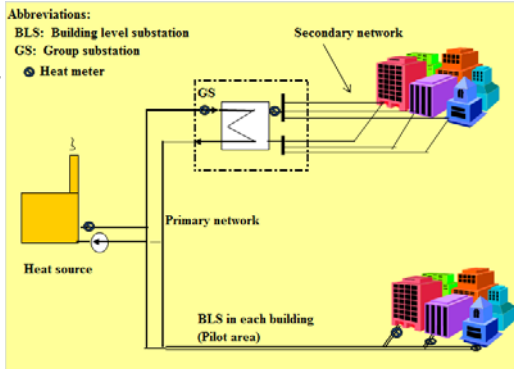 Abbreviations:
BLS: Building level substation
GS: Group substation
Heat meter
Secondary network
GS
Primary network
Heat source
BLS in each building
(Pilot area)